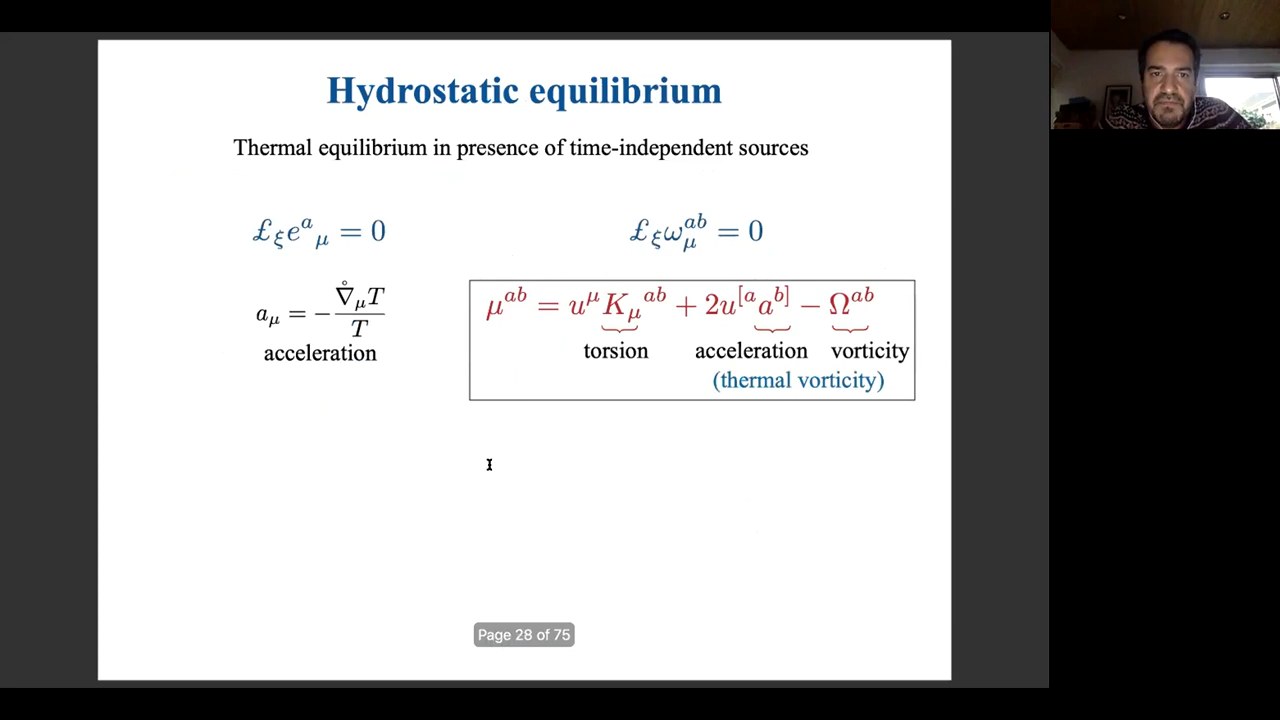 Hydrostatic equilibrium
Thermal equilibrium in presence of time-independent sources
£_ξ e^a_μ = 0
£_ξ ω_μ^{ab} = 0
a_μ = − ∇̊_μ T / T
acceleration
μ^{ab} = u^μ K_μ^{ab} + 2u^{[a} a^{b]} − Ω^{ab}
torsion acceleration vorticity
(thermal vorticity)
Page 28 of 75